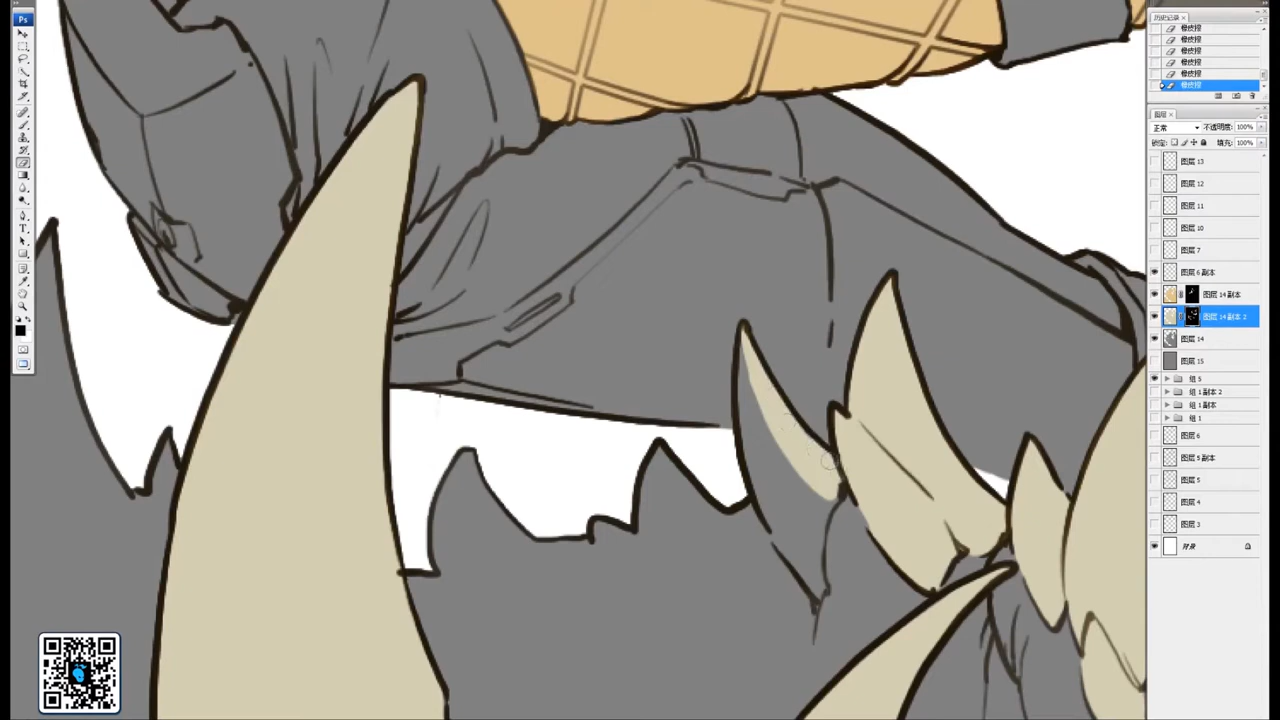 Ps
历史记录
橡皮擦
橡皮擦
橡皮擦
橡皮擦
橡皮擦
橡皮擦
图层
正常
不透明度: 100%
锁定:
填充: 100%
图层 13
图层 12
图层 11
图层 10
图层 7
图层 6 副本
图层 14 副本
图层 14 副本 2
图层 14
图层 15
组 5
组 1 副本 2
组 1 副本
组 1
图层 6
图层 5 副本
图层 5
图层 4
图层 3
背景
T